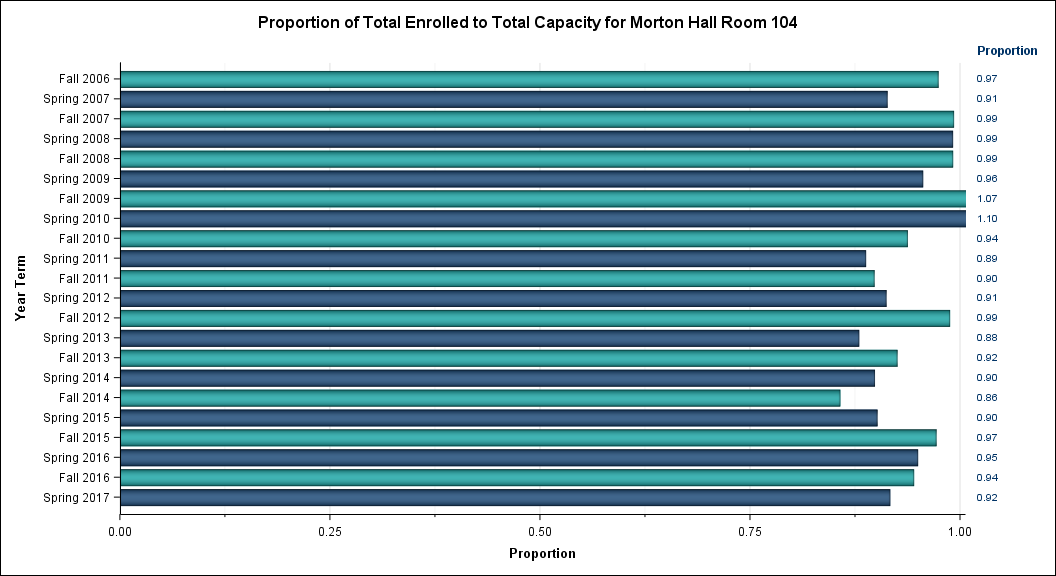 Proportion of Total Enrolled to Total Capacity for Morton Hall Room 104
Proportion
Fall 2006 0.97
Spring 2007 0.91
Fall 2007 0.99
Spring 2008 0.99
Fall 2008 0.99
Spring 2009 0.96
Fall 2009 1.07
Spring 2010 1.10
Fall 2010 0.94
Spring 2011 0.89
Fall 2011 0.90
Spring 2012 0.91
Fall 2012 0.99
Spring 2013 0.88
Fall 2013 0.92
Spring 2014 0.90
Fall 2014 0.86
Spring 2015 0.90
Fall 2015 0.97
Spring 2016 0.95
Fall 2016 0.94
Spring 2017 0.92
Year Term
0.00 0.25 0.50 0.75 1.00
Proportion